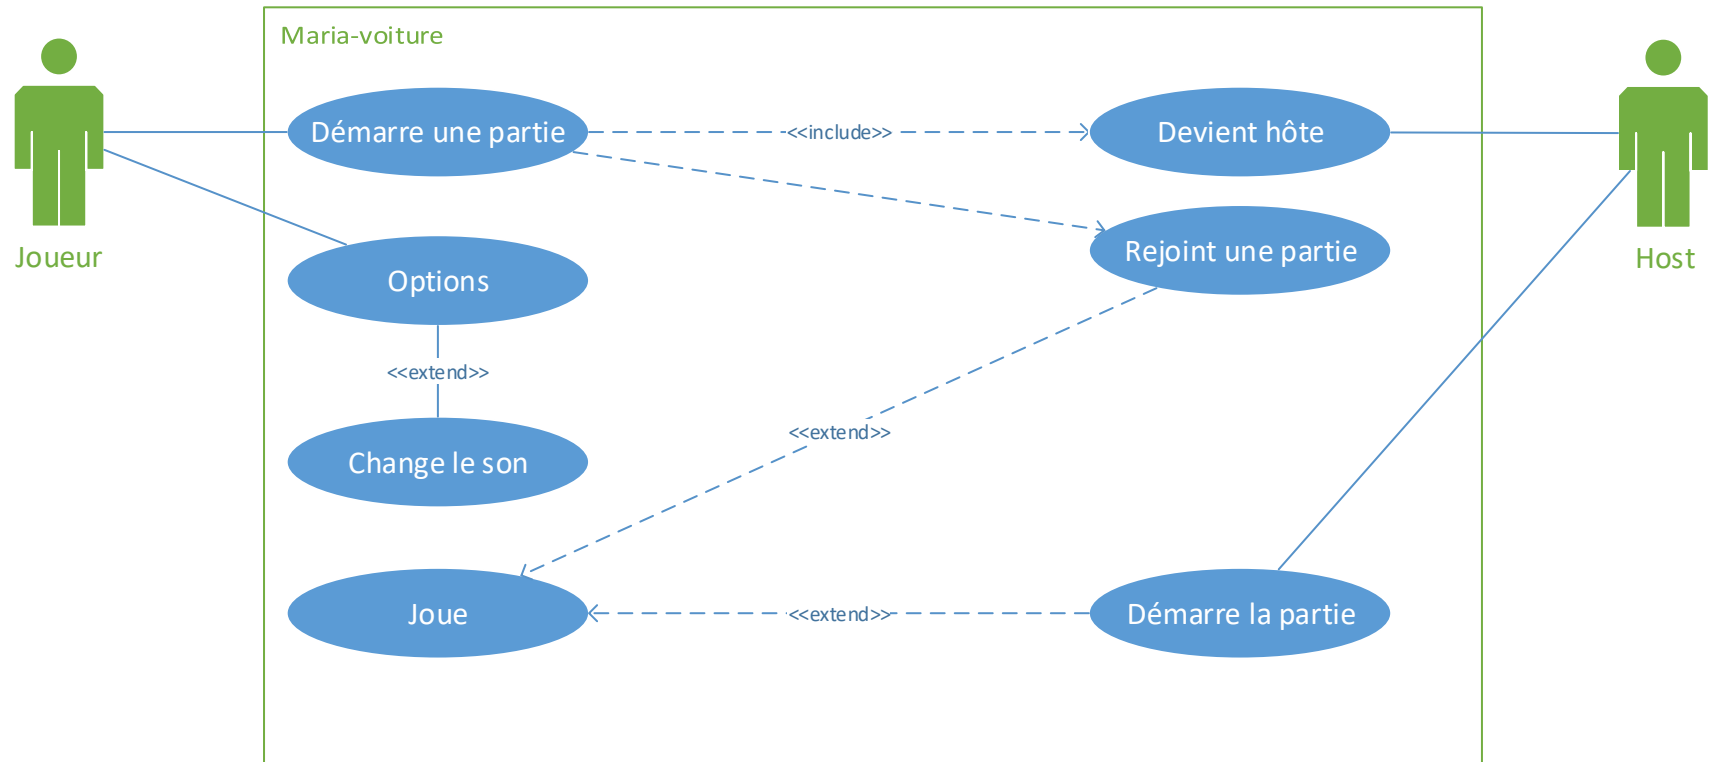 Maria-voiture
Démarre une partie
<<include>>
Devient hôte
Rejoint une partie
Joueur
Host
Options
<<extend>>
<<extend>>
Change le son
Joue
<<extend>>
Démarre la partie